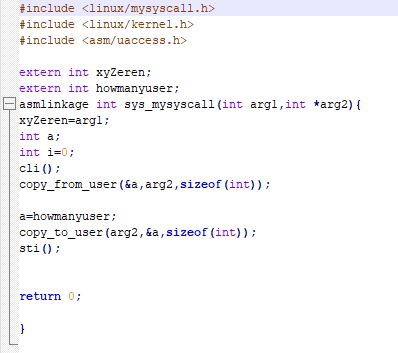 #include <linux/mysyscall.h>
#include <linux/kernel.h>
#include <asm/uaccess.h>
extern int xyZeren;
extern int howmanyuser;
asmlinkage int sys_mysyscall(int arg1,int *arg2){
xyZeren=arg1;
int a;
int i=0;
cli();
copy_from_user(&a,arg2,sizeof(int));
a=howmanyuser;
copy_to_user(arg2,&a,sizeof(int));
sti();
return 0;
}